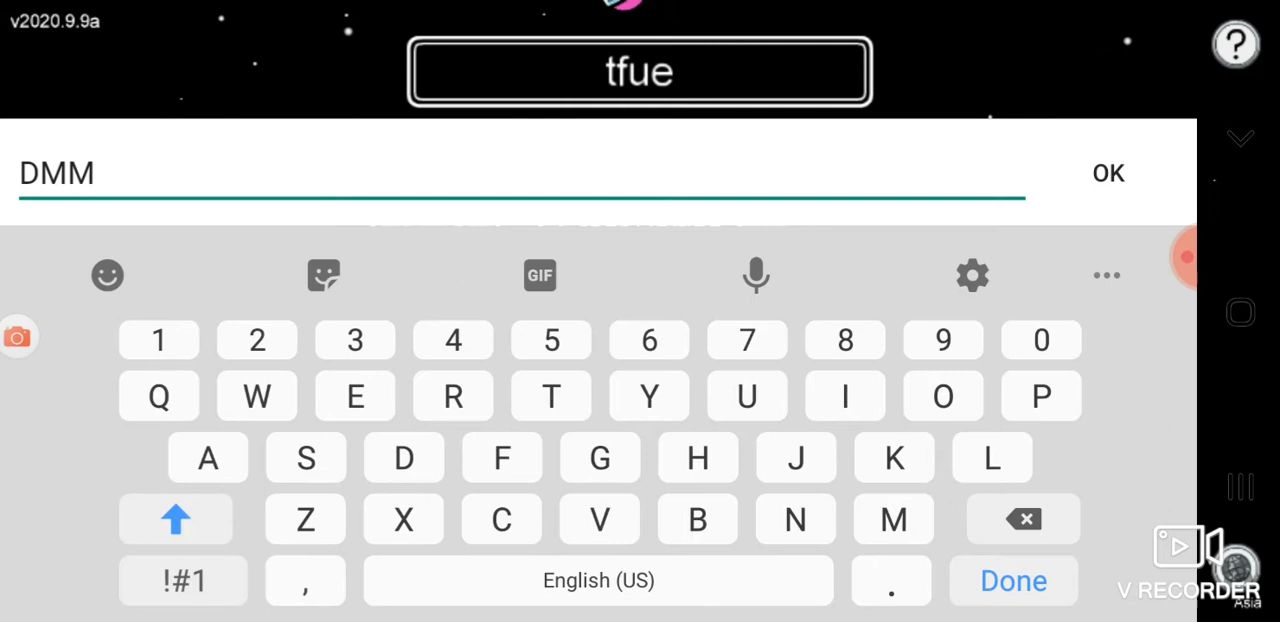 v2020.9.9a
tfue
DMM
OK
GIF
1 2 3 4 5 6 7 8 9 0
Q W E R T Y U I O P
A S D F G H J K L
Z X C V B N M
!#1 , English (US) . Done
V RECORDER
Asia